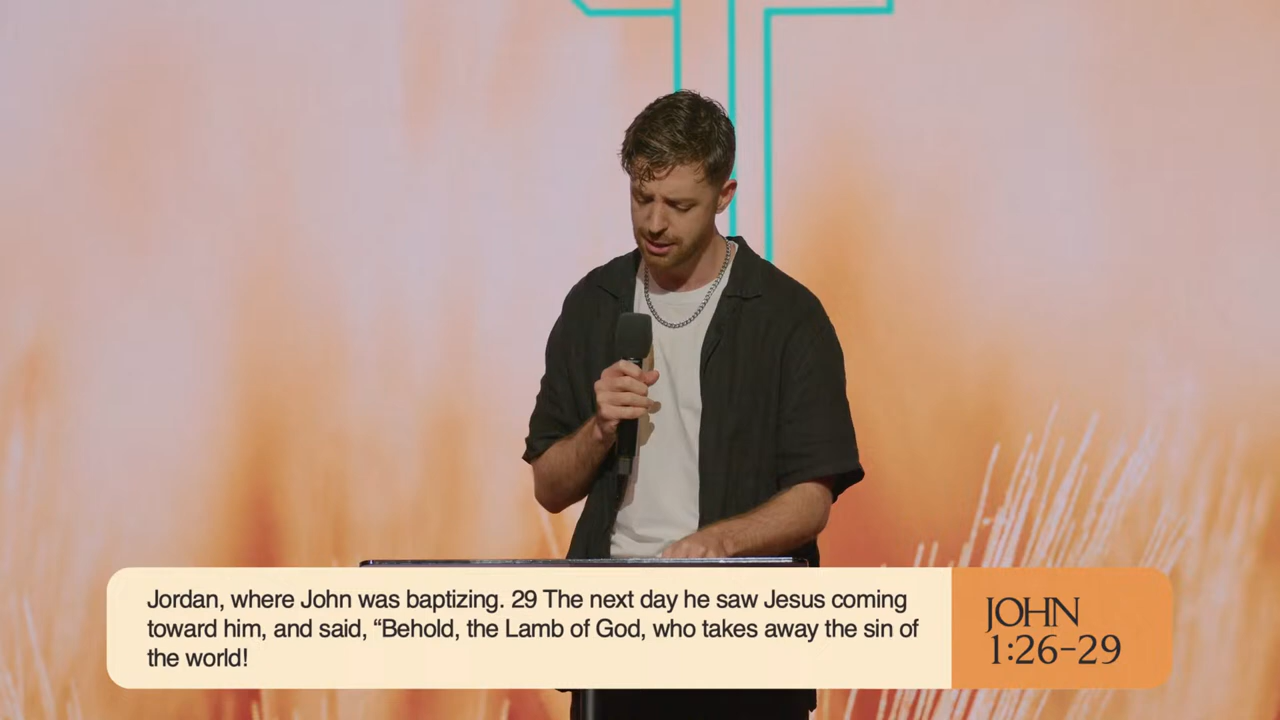 Jordan, where John was baptizing. 29 The next day he saw Jesus coming
toward him, and said, “Behold, the Lamb of God, who takes away the sin of
the world!
JOHN
1:26–29